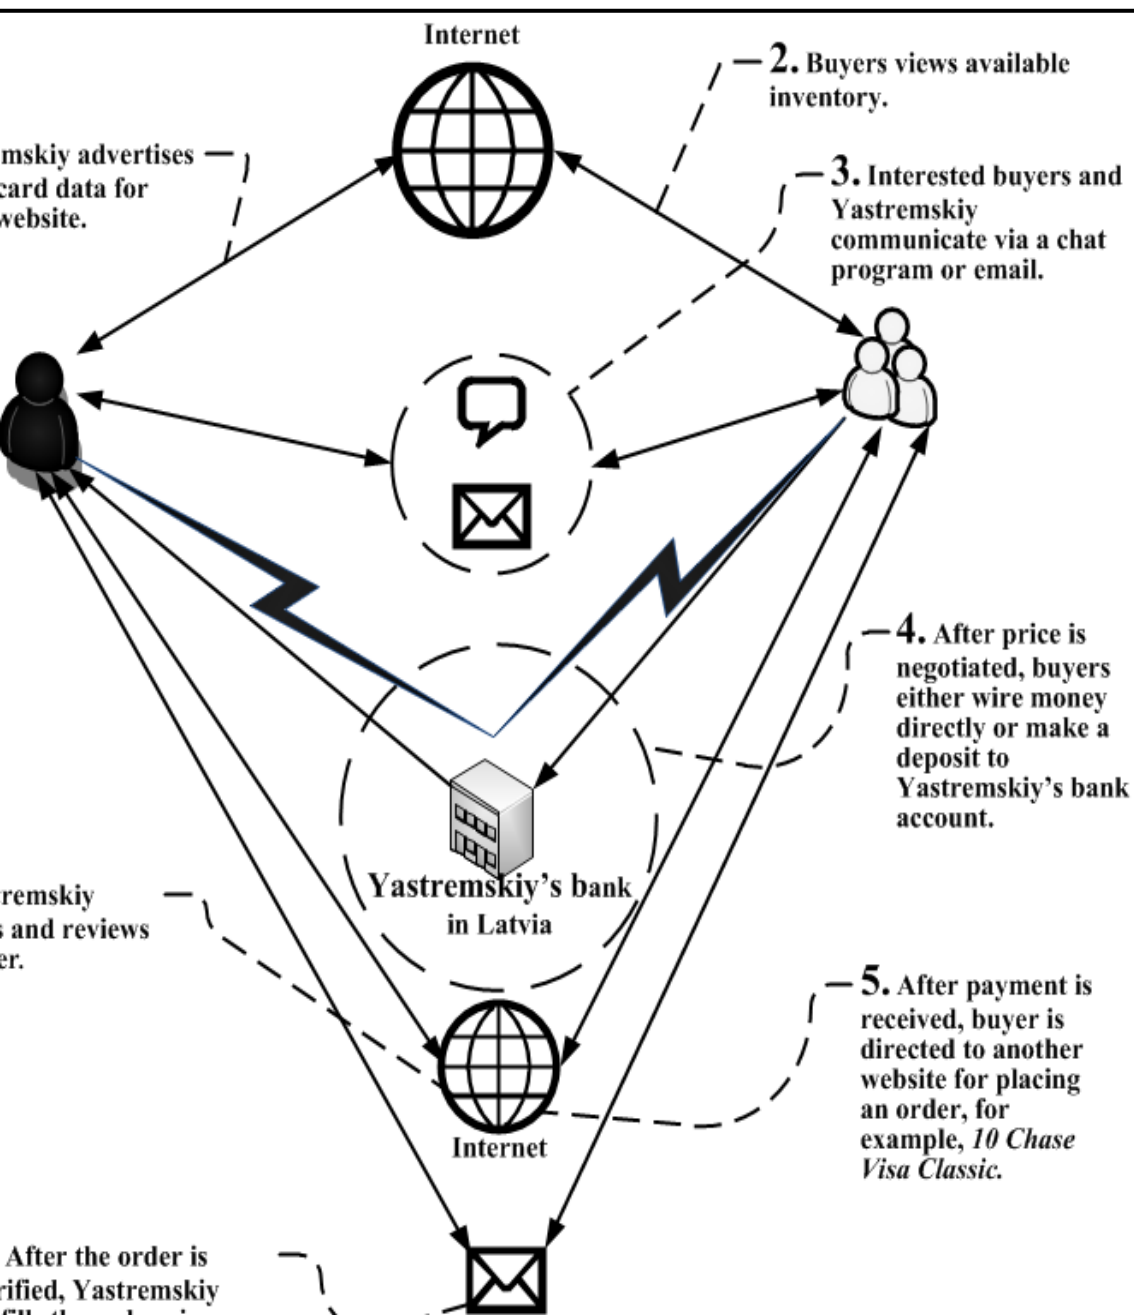 Internet
2. Buyers views available
inventory.
mskiy advertises
card data for
website.
3. Interested buyers and
Yastremskiy
communicate via a chat
program or email.
4. After price is
negotiated, buyers
either wire money
directly or make a
deposit to
Yastremskiy's bank
account.
Yastremskiy's bank
in Latvia
remskiy
s and reviews
er.
5. After payment is
received, buyer is
directed to another
website for placing
an order, for
example, 10 Chase
Visa Classic.
Internet
After the order is
rified, Yastremskiy